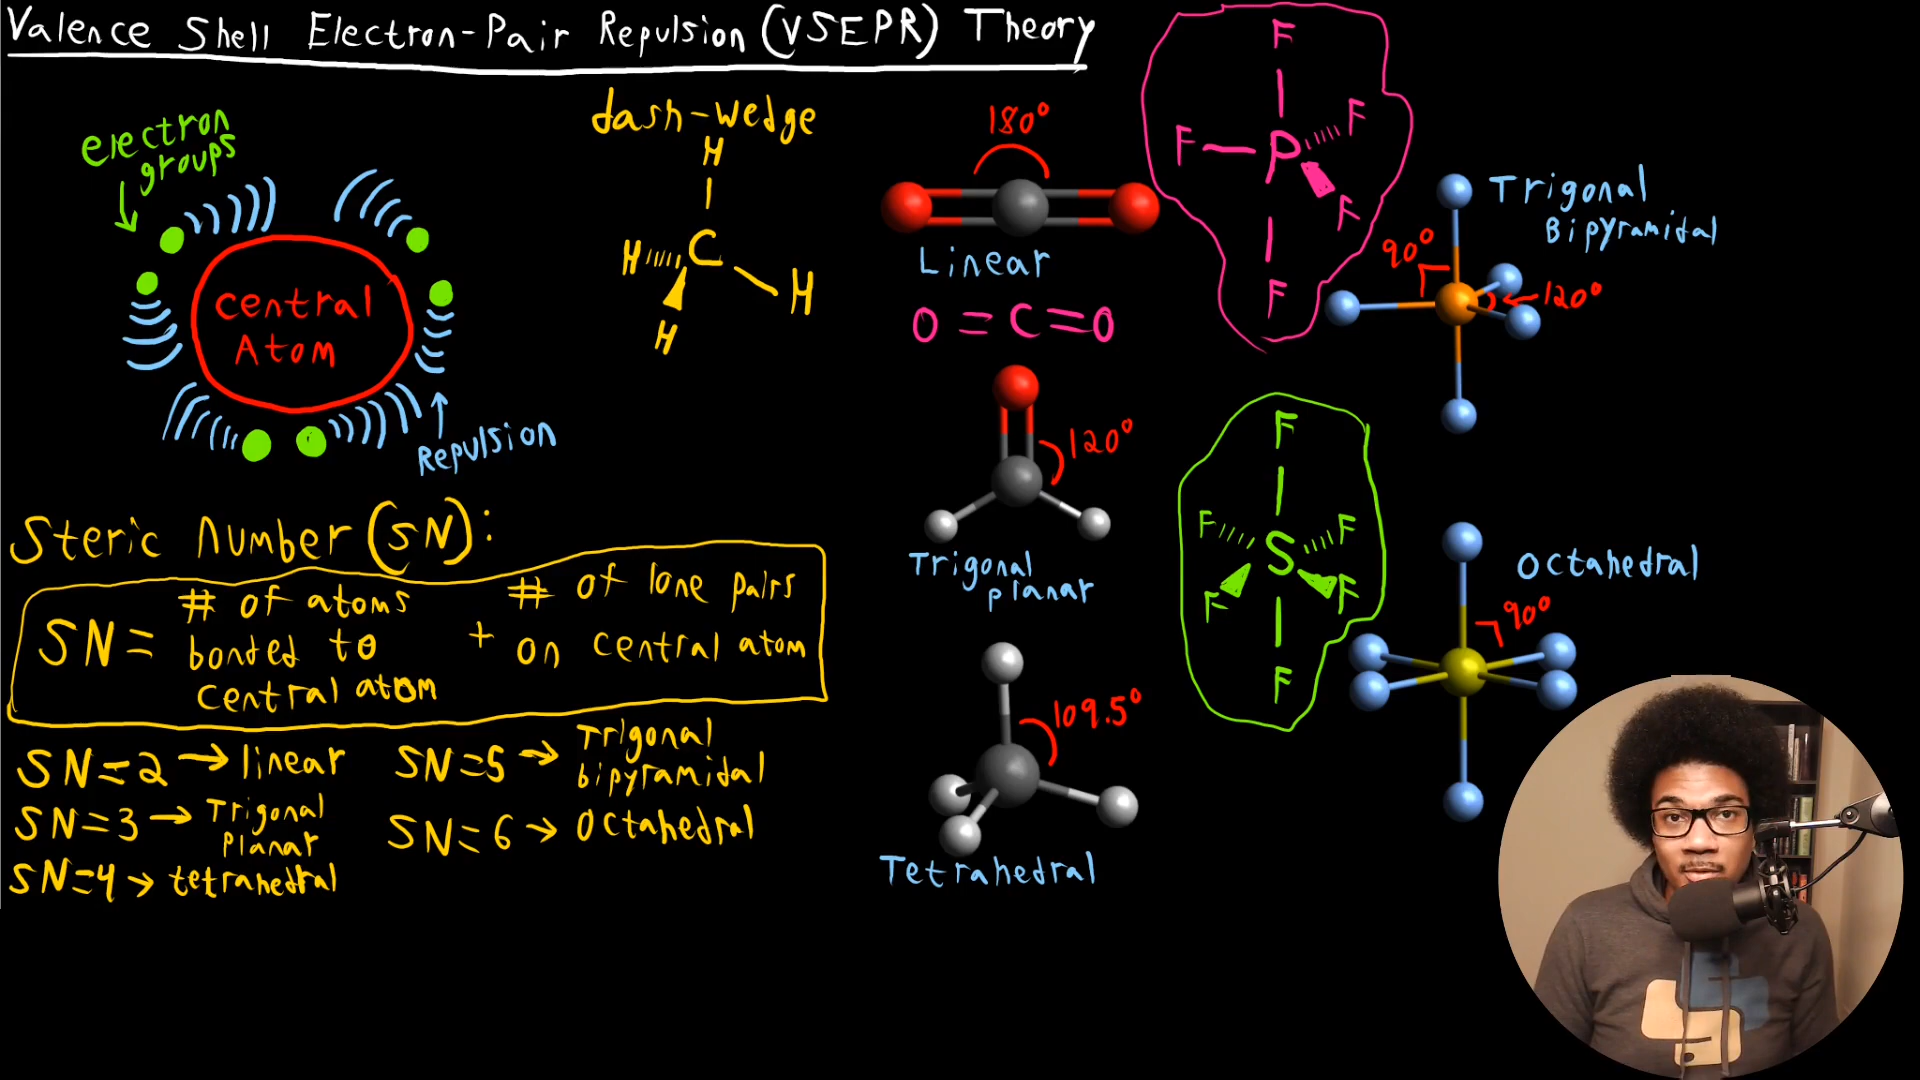 Valence Shell Electron-Pair Repulsion (VSEPR) Theory
electron
groups
central
Atom
Repulsion
dash-wedge
H
C
H
H
H
180°
Linear
O = C = O
120°
Trigonal
planar
109.5°
Tetrahedral
F
F
F
P
F
F
Trigonal
Bipyramidal
90°
120°
F
F
F
S
F
F
F
Octahedral
90°
Steric Number (SN):
SN = # of atoms
bonded to
central atom
+ # of lone pairs
on central atom
SN=2 → linear
SN=3 → Trigonal
Planar
SN=4 → tetrahedral
SN=5 → Trigonal
bipyramidal
SN=6 → Octahedral